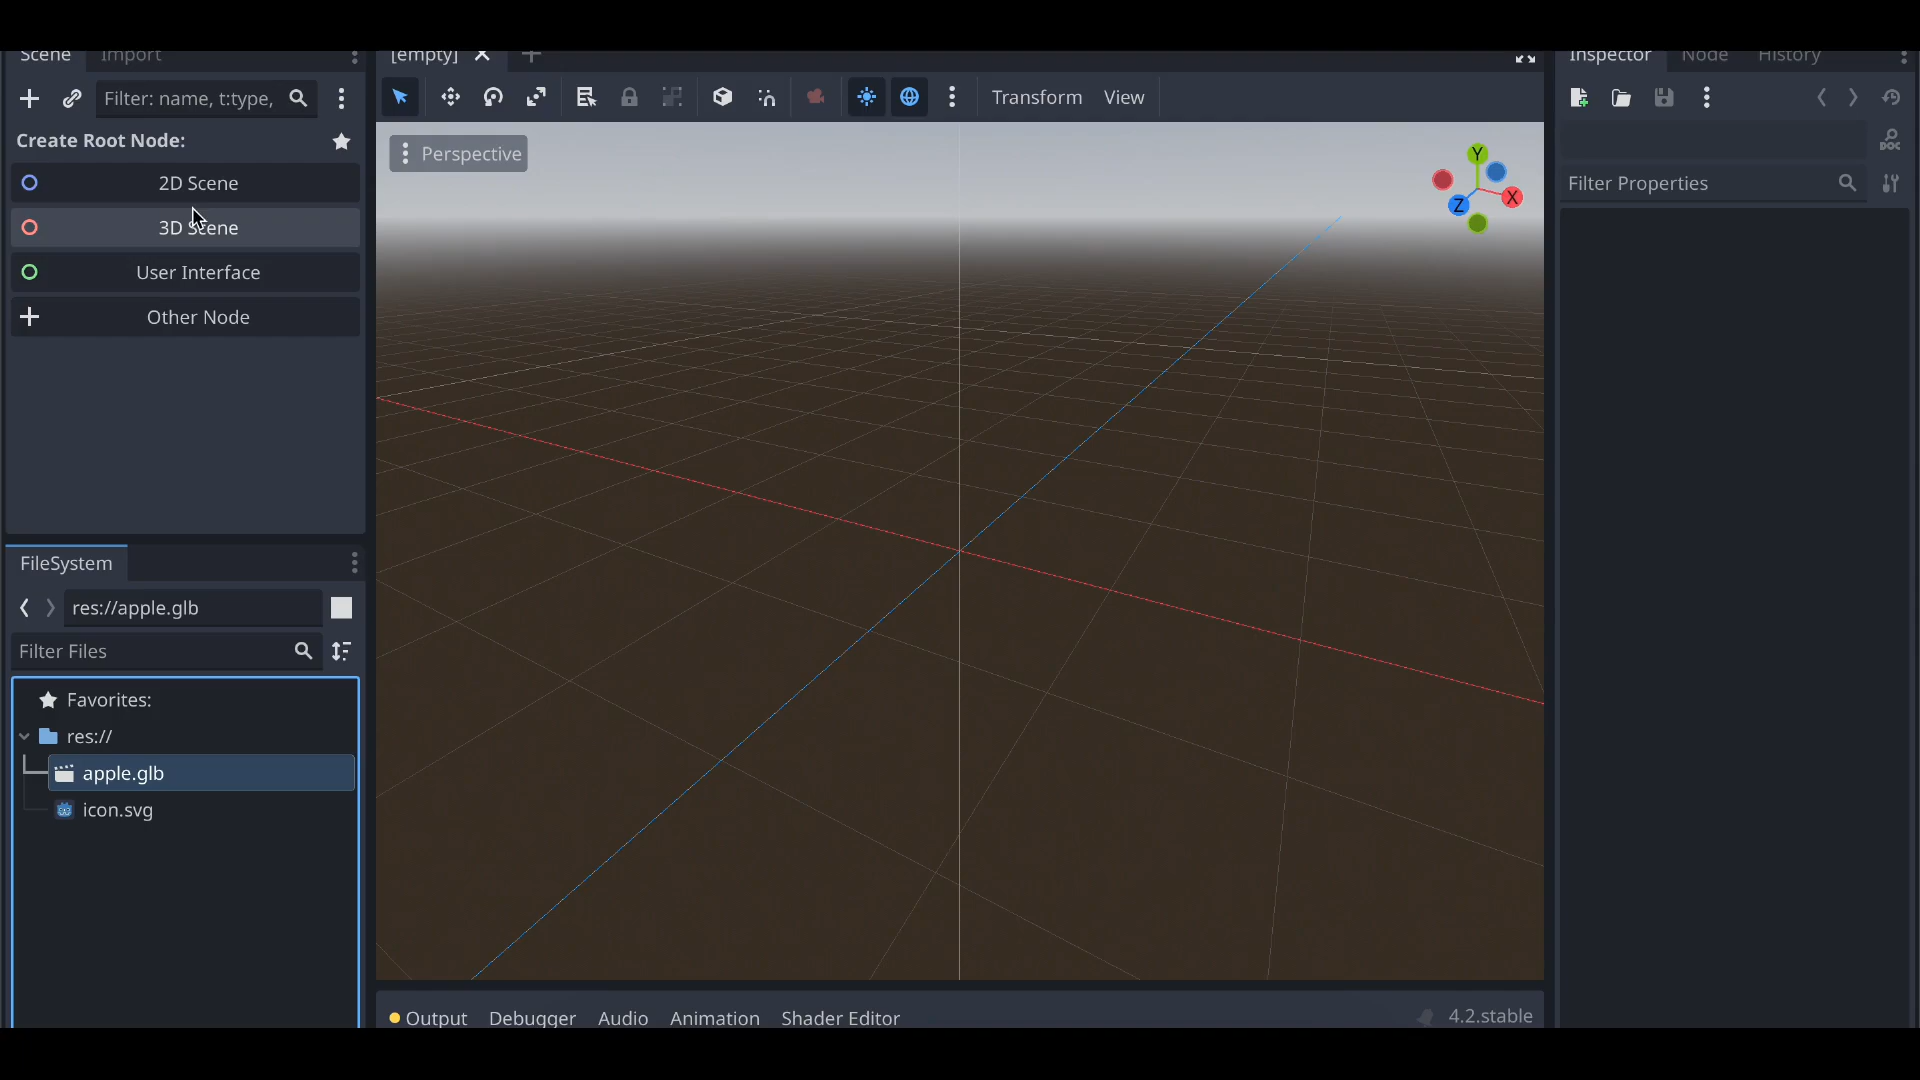 Scene Import
[empty]
Inspector Node History
Filter: name, t:type,
Transform View
Create Root Node:
Perspective
Y
X
Z
DOC
2D Scene
Filter Properties
3D Scene
User Interface
Other Node
FileSystem
res://apple.glb
Filter Files
Favorites:
res://
apple.glb
icon.svg
Output Debugger Audio Animation Shader Editor
4.2.stable